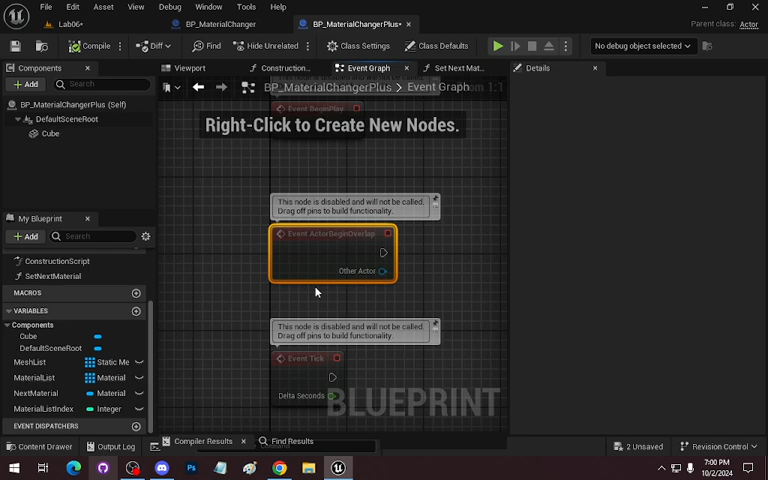 File Edit Asset View Debug Window Tools Help
Lab06•
BP_MaterialChanger
BP_MaterialChangerPlus•
Parent class: Actor
Compile
Diff
Find
Hide Unrelated
Class Settings
Class Defaults
No debug object selected
Components
Viewport
Construction...
Event Graph
Set Next Mat...
Details
Add
Search
BP_MaterialChangerPlus
Event Graph
BP_MaterialChangerPlus (Self)
DefaultSceneRoot
Cube
Event BeginPlay
Right-Click to Create New Nodes.
This node is disabled and will not be called.
Drag off pins to build functionality.
Event ActorBeginOverlap
Other Actor
My Blueprint
Add
Search
ConstructionScript
SetNextMaterial
MACROS
VARIABLES
Components
Cube
DefaultSceneRoot
MeshList Static Me
MaterialList Material
NextMaterial Material
MaterialListIndex Integer
EVENT DISPATCHERS
This node is disabled and will not be called.
Drag off pins to build functionality.
Event Tick
Delta Seconds
BLUEPRINT
Compiler Results
Find Results
Content Drawer
Output Log
2 Unsaved
Revision Control
7:00 PM
10/2/2024